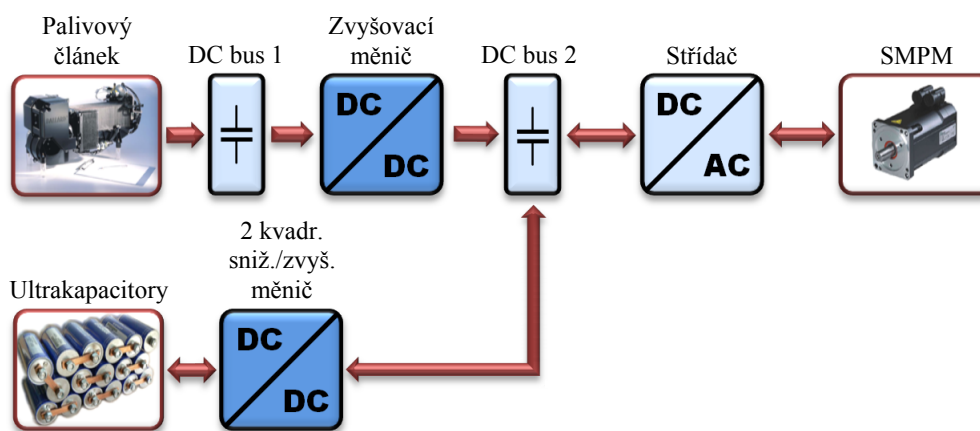 Palivový
článek
DC bus 1
Zvyšovací
měnič
DC bus 2
Střídač
SMPM
DC
DC
DC
AC
2 kvadr.
sniž./zvyš.
měnič
Ultrakapacitory
DC
DC